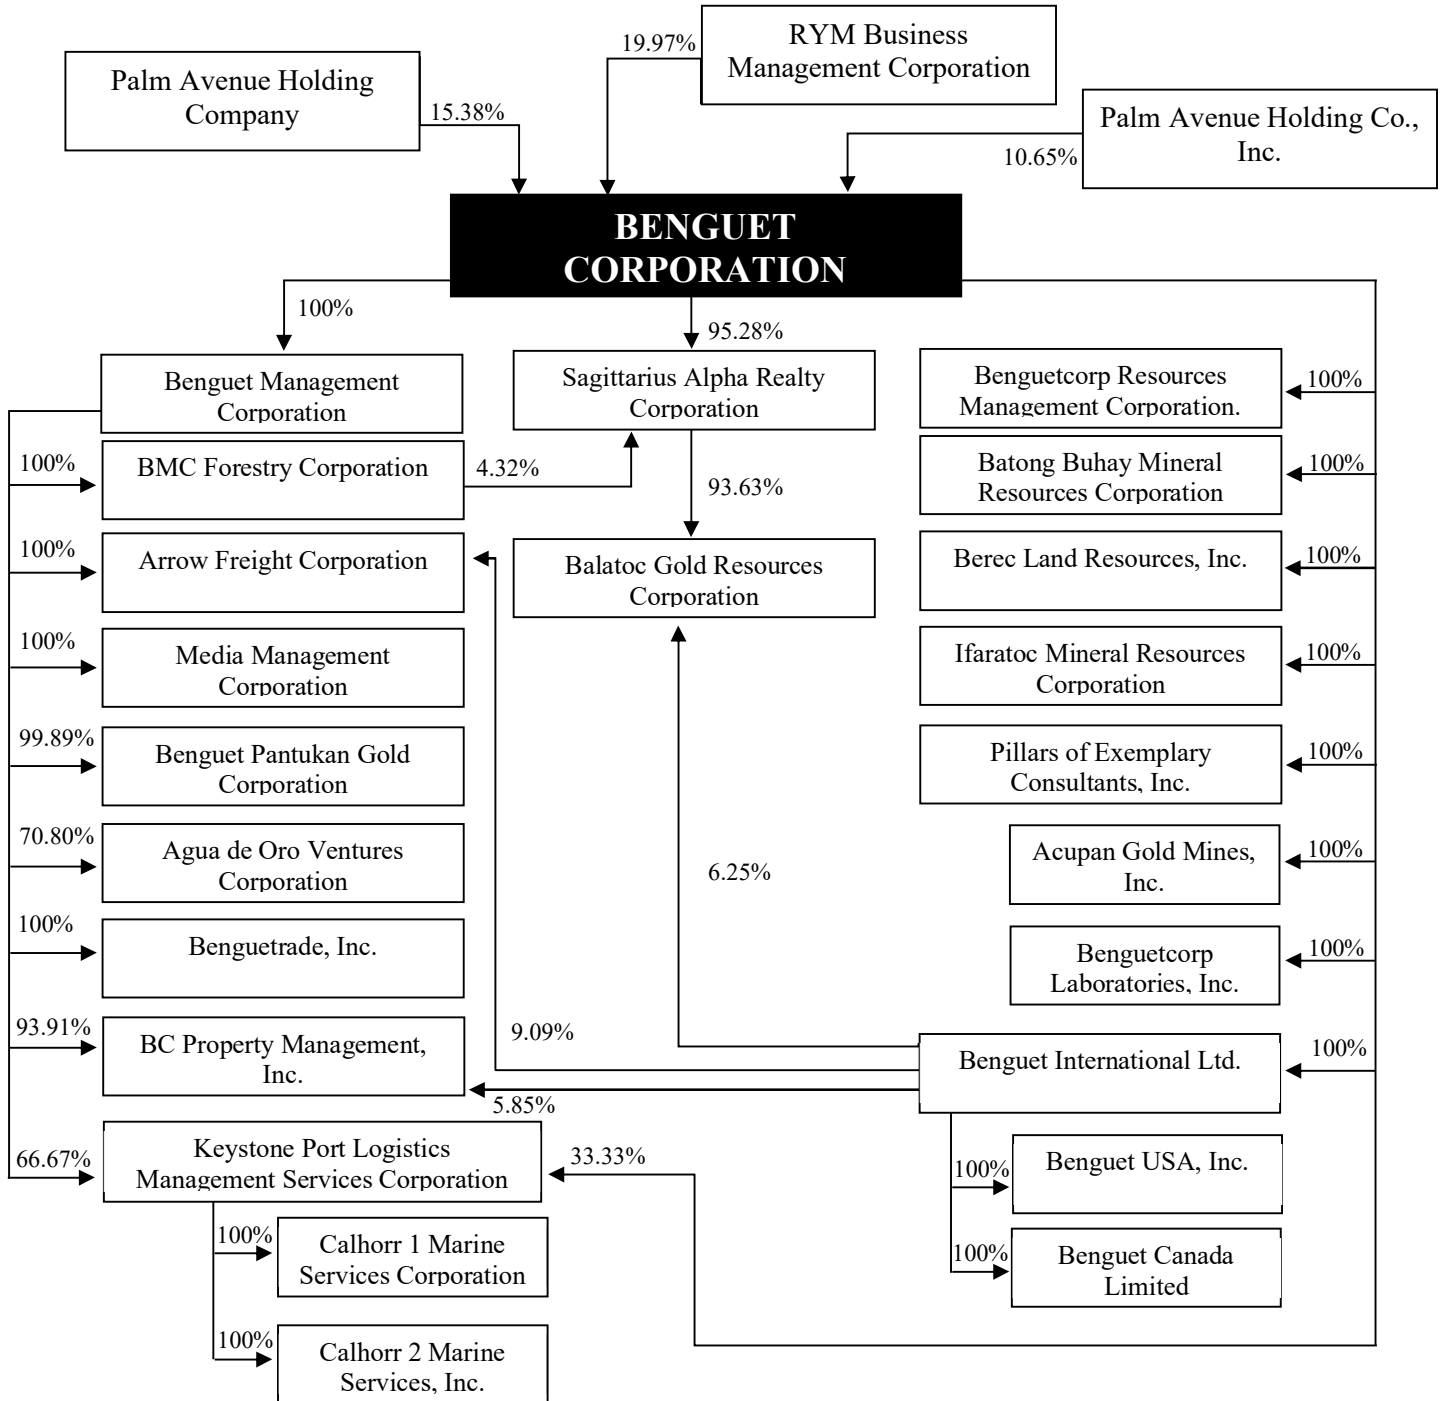 RYM Business
Management Corporation
19.97%
Palm Avenue Holding
Company
15.38%
Palm Avenue Holding Co.,
Inc.
10.65%
BENGUET
CORPORATION
100%
95.28%
Benguet Management
Corporation
Sagittarius Alpha Realty
Corporation
Benguetcorp Resources
Management Corporation.
100%
100%
BMC Forestry Corporation
4.32%
93.63%
Batong Buhay Mineral
Resources Corporation
100%
100%
Arrow Freight Corporation
Balatoc Gold Resources
Corporation
Berec Land Resources, Inc.
100%
100%
Media Management
Corporation
Ifaratoc Mineral Resources
Corporation
100%
99.89%
Benguet Pantukan Gold
Corporation
Pillars of Exemplary
Consultants, Inc.
100%
70.80%
Agua de Oro Ventures
Corporation
6.25%
Acupan Gold Mines,
Inc.
100%
100%
Benguetrade, Inc.
Benguetcorp
Laboratories, Inc.
100%
93.91%
BC Property Management,
Inc.
9.09%
5.85%
Benguet International Ltd.
100%
66.67%
Keystone Port Logistics
Management Services Corporation
33.33%
100%
Benguet USA, Inc.
100%
Calhorr 1 Marine
Services Corporation
100%
Benguet Canada
Limited
100%
Calhorr 2 Marine
Services, Inc.